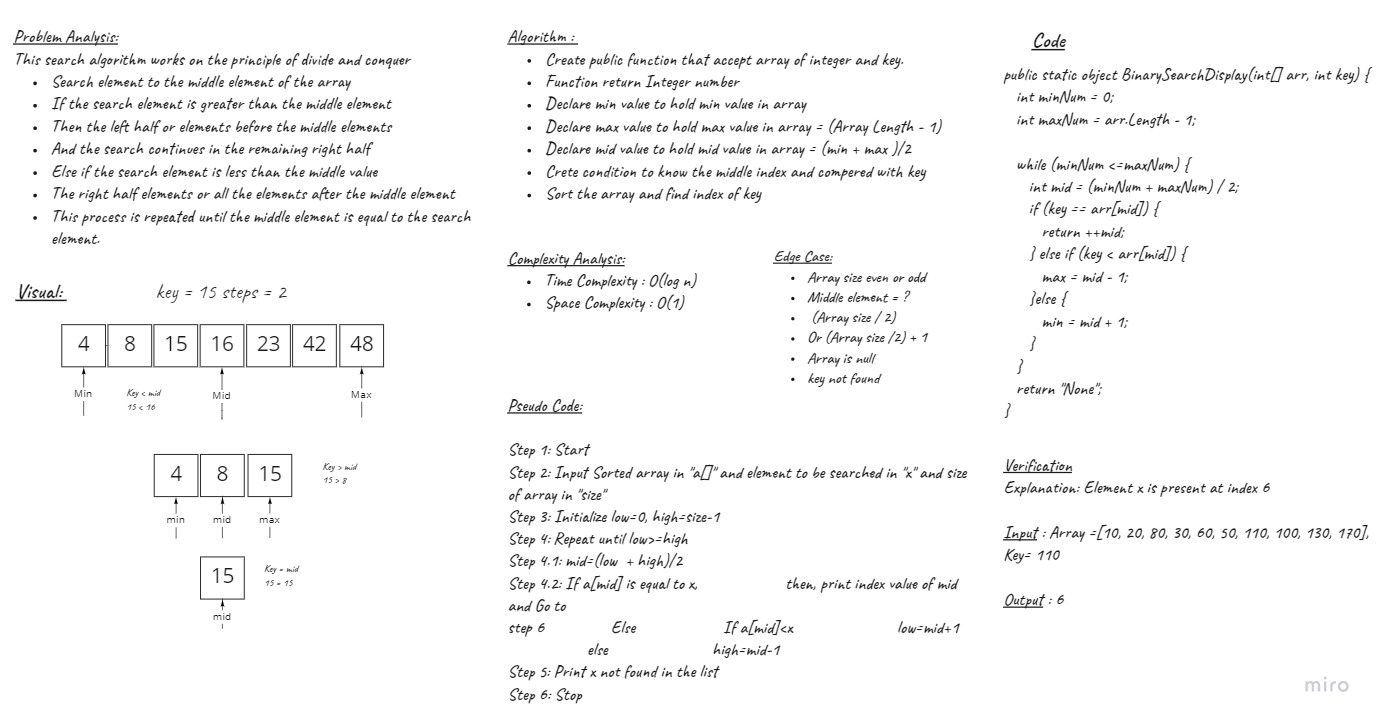 Problem Analysis:
This search algorithm works on the principle of divide and conquer
• Search element to the middle element of the array
• If the search element is greater than the middle element
• Then the left half or elements before the middle elements
• And the search continues in the remaining right half
• Else if the search element is less than the middle value
• The right half elements or all the elements after the middle element
• This process is repeated until the middle element is equal to the search
element.
Visual:
key = 15 steps = 2
4 8 15 16 23 42 48
Min
Key < mid
15 < 16
Mid
Max
4 8 15
Key > mid
15 > 8
min mid max
15
Key = mid
15 = 15
mid
Algorithm :
• Create public function that accept array of integer and key.
• Function return Integer number
• Declare min value to hold min value in array
• Declare max value to hold max value in array = (Array Length - 1)
• Declare mid value to hold mid value in array = (min + max )/2
• Crete condition to know the middle index and compered with key
• Sort the array and find index of key
Complexity Analysis:
• Time Complexity : O(log n)
• Space Complexity : O(1)
Edge Case:
• Array size even or odd
• Middle element = ?
• (Array size / 2)
• Or (Array size /2) + 1
• Array is null
• key not found
Pseudo Code:
Step 1: Start
Step 2: Input Sorted array in "a[]" and element to be searched in "x" and size
of array in "size"
Step 3: Initialize low=0, high=size-1
Step 4: Repeat until low>=high
Step 4.1: mid=(low + high)/2
Step 4.2: If a[mid] is equal to x, then, print index value of mid
and Go to
step 6 Else If a[mid]<x low=mid+1
else high=mid-1
Step 5: Print x not found in the list
Step 6: Stop
Code
public static object BinarySearchDisplay(int[] arr, int key) {
int minNum = 0;
int maxNum = arr.Length - 1;
while (minNum <=maxNum) {
int mid = (minNum + maxNum) / 2;
if (key == arr[mid]) {
return ++mid;
} else if (key < arr[mid]) {
max = mid - 1;
}else {
min = mid + 1;
}
}
return "None";
}
Verification
Explanation: Element x is present at index 6
Input : Array =[10, 20, 80, 30, 60, 50, 110, 100, 130, 170],
Key= 110
Output : 6
miro